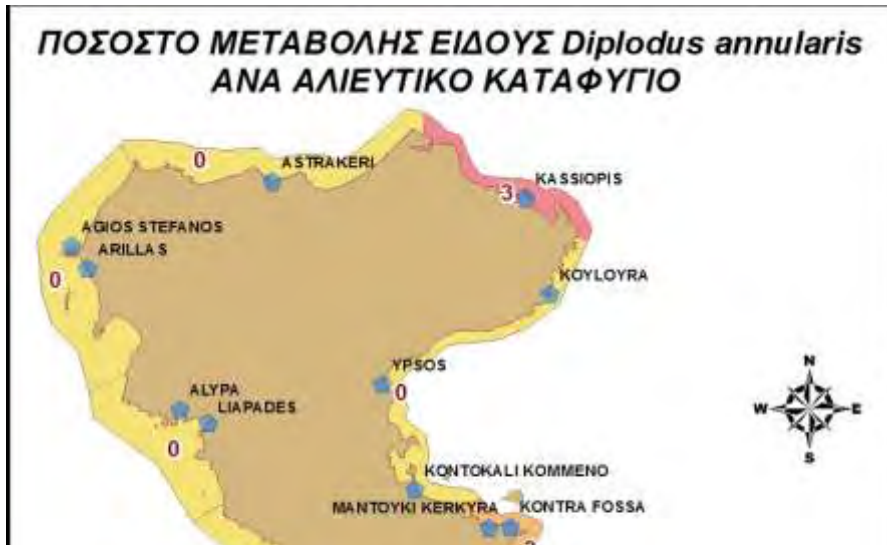 ΠΟΣΟΣΤΟ ΜΕΤΑΒΟΛΗΣ ΕΙΔΟΥΣ Diplodus annularis
ΑΝΑ ΑΛΙΕΥΤΙΚΟ ΚΑΤΑΦΥΓΙΟ
0
ASTRAKERI
3
KASSIOPIS
AGIOS STEFANOS
ARILLAS
0
KOYLOYRA
YPSOS
0
N
W
E
S
ALYPA
LIAPADES
0
KONTOKALI KOMMENO
MANTOYKI KERKYRA
KONTRA FOSSA